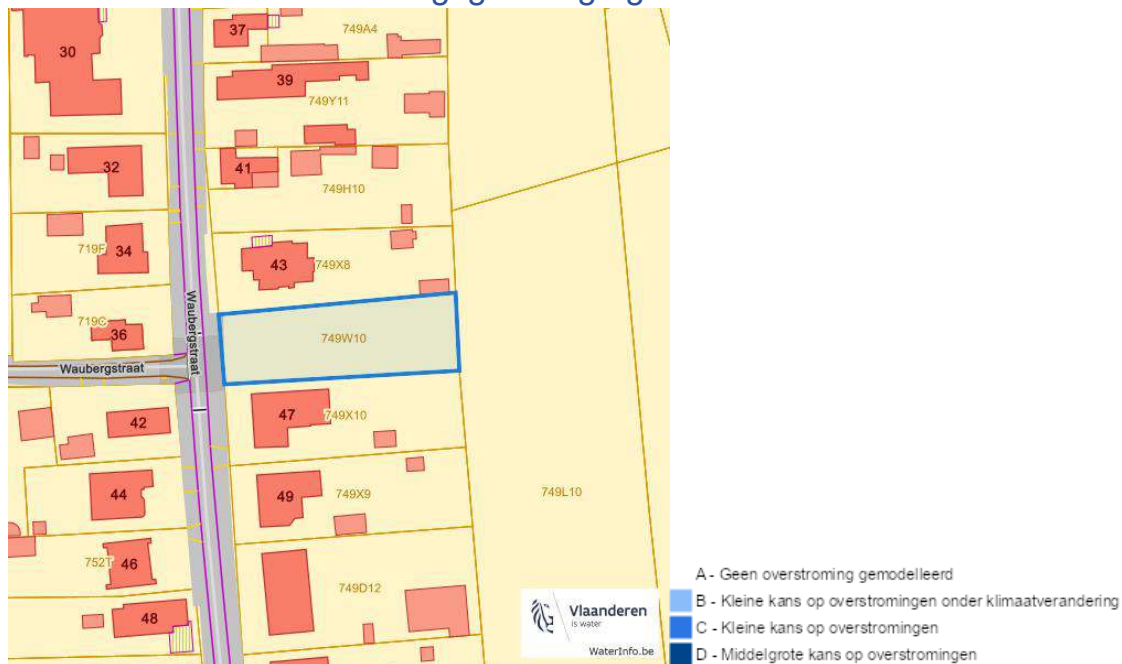 37
749A4
30
39
749Y11
32
41
749H10
719F
34
43
749X8
Waubergstraat
719C
36
749W10
Waubergstraat
42
47
749X10
44
49
749X9
749L10
752T
46
749D12
48
Vlaanderen
is water
WaterInfo.be
A - Geen overstroming gemodelleerd
B - Kleine kans op overstromingen onder klimaatverandering
C - Kleine kans op overstromingen
D - Middelgrote kans op overstromingen